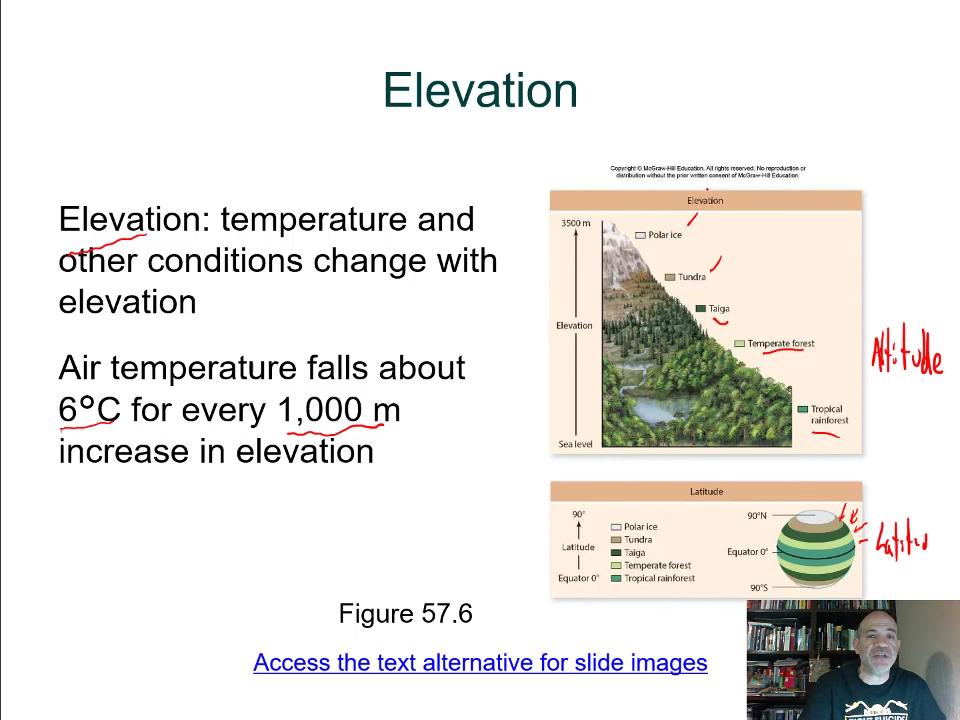 Elevation
Copyright © McGraw-Hill Education. All rights reserved. No reproduction or
distribution without the prior written consent of McGraw-Hill Education.
Elevation: temperature and
other conditions change with
elevation
Air temperature falls about
6°C for every 1,000 m
increase in elevation
Elevation
3500 m
Polar ice
Tundra
Taiga
Elevation
Temperate forest
Tropical
rainforest
Sea level
Altitude
Latitude
90°
Latitude
Equator 0°
Polar ice
Tundra
Taiga
Temperate forest
Tropical rainforest
90°N
Equator 0°
90°S
Figure 57.6
Access the text alternative for slide images